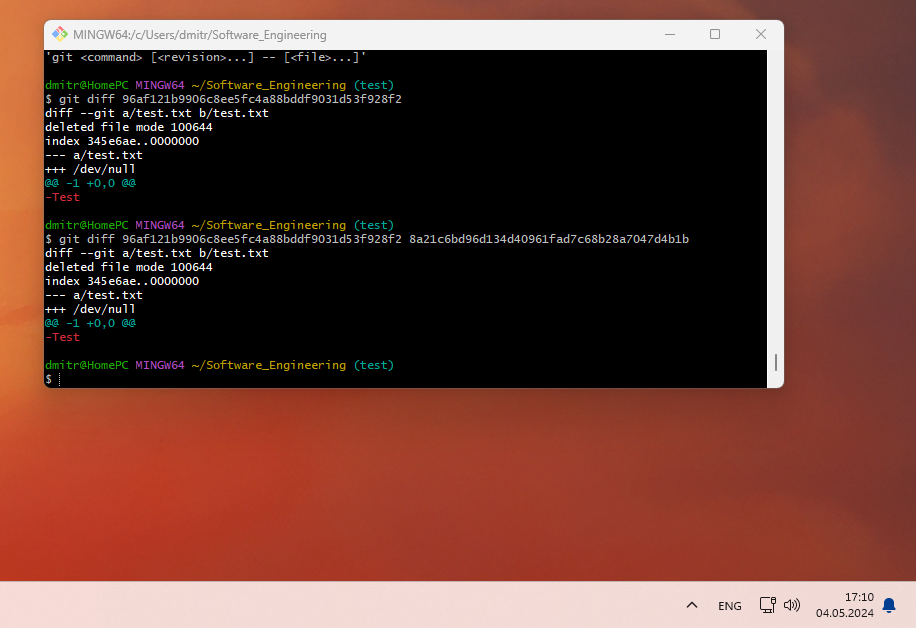 MINGW64:/c/Users/dmitr/Software_Engineering
'git <command> [<revision>...] -- [<file>...]'
dmitr@HomePC MINGW64 ~/Software_Engineering (test)
$ git diff 96af121b9906c8ee5fc4a88bddf9031d53f928f2
diff --git a/test.txt b/test.txt
deleted file mode 100644
index 345e6ae..0000000
--- a/test.txt
+++ /dev/null
@@ -1 +0,0 @@
-Test
dmitr@HomePC MINGW64 ~/Software_Engineering (test)
$ git diff 96af121b9906c8ee5fc4a88bddf9031d53f928f2 8a21c6bd96d134d40961fad7c68b28a7047d4b1b
diff --git a/test.txt b/test.txt
deleted file mode 100644
index 345e6ae..0000000
--- a/test.txt
+++ /dev/null
@@ -1 +0,0 @@
-Test
dmitr@HomePC MINGW64 ~/Software_Engineering (test)
$
ENG
17:10
04.05.2024